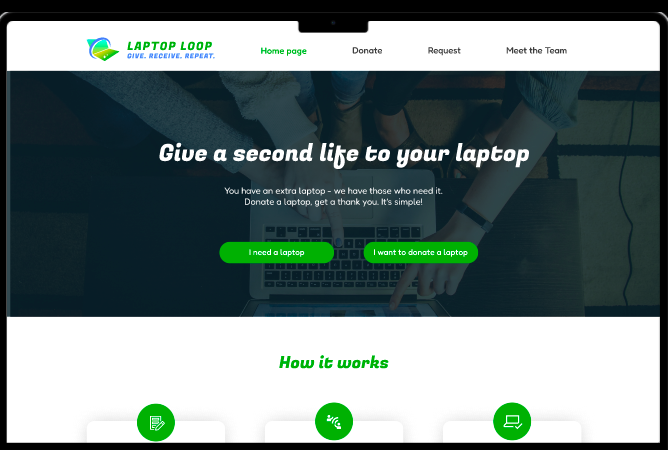 LAPTOP LOOP
GIVE. RECEIVE. REPEAT.
Home page
Donate
Request
Meet the Team
Give a second life to your laptop
You have an extra laptop - we have those who need it.
Donate a laptop, get a thank you. It's simple!
I need a laptop
I want to donate a laptop
How it works